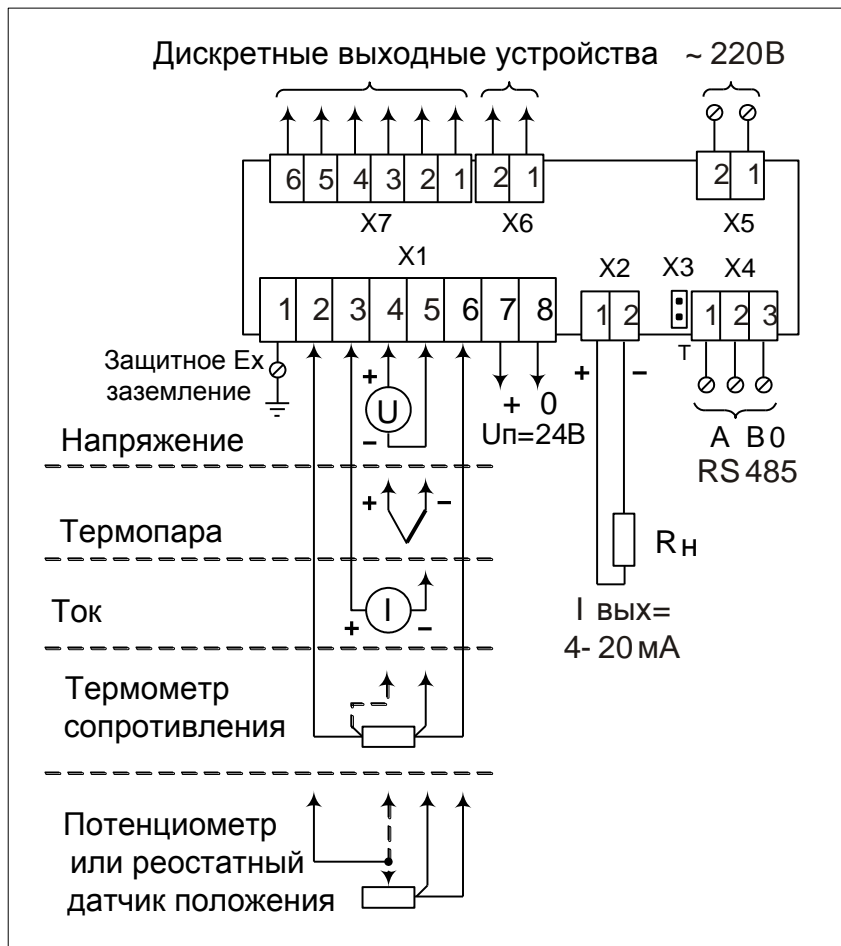 Дискретные выходные устройства ~ 220В
6 5 4 3 2 1 2 1 2 1
X7 X6 X5
X1 X2 X3 X4
1 2 3 4 5 6 7 8 1 2 1 2 3
T
Защитное Ex
заземление
+ U –
+ 0
Uп=24В
+ –
A B 0
RS 485
Напряжение
+ –
Термопара
Rн
Ток
+ I –
I вых=
4- 20 мА
Термометр
сопротивления
Потенциометр
или реостатный
датчик положения